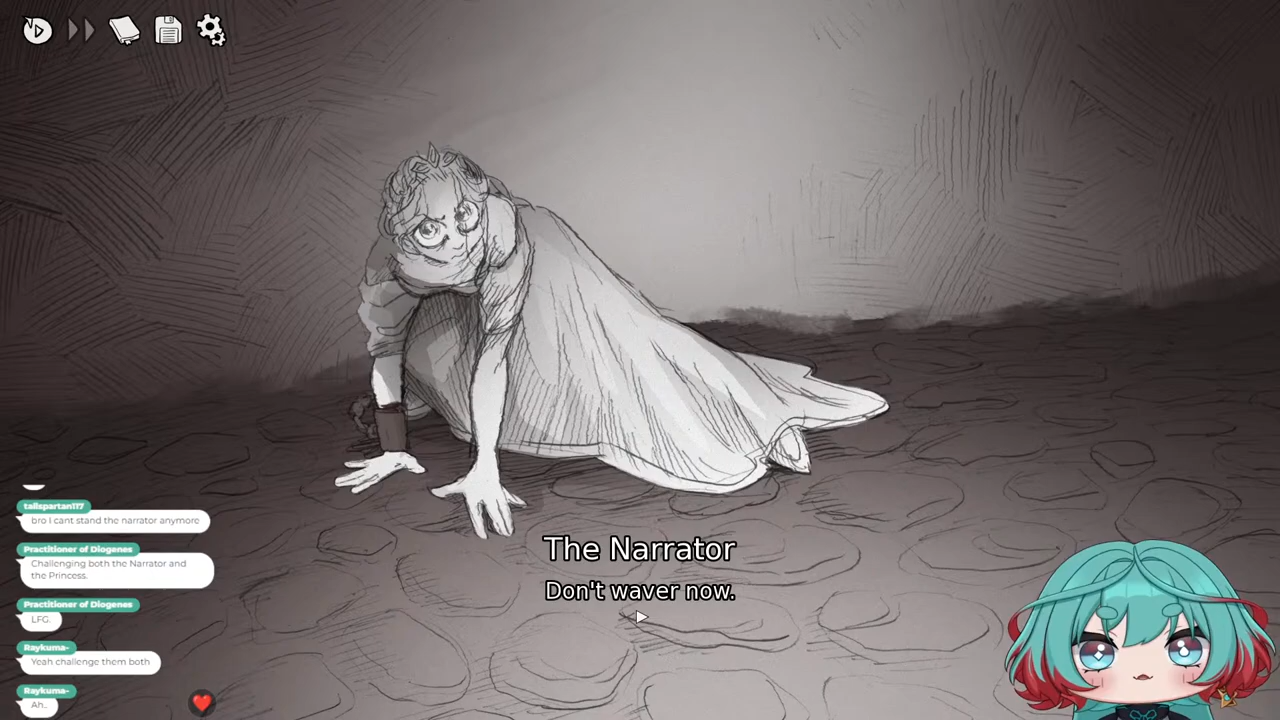 tailspartan117
bro I cant stand the narrator anymore
Practitioner of Diogenes
Challenging both the Narrator and
the Princess.
Practitioner of Diogenes
LFG.
Raykuma-
Yeah challenge them both
Raykuma-
Ah..
The Narrator
Don't waver now.